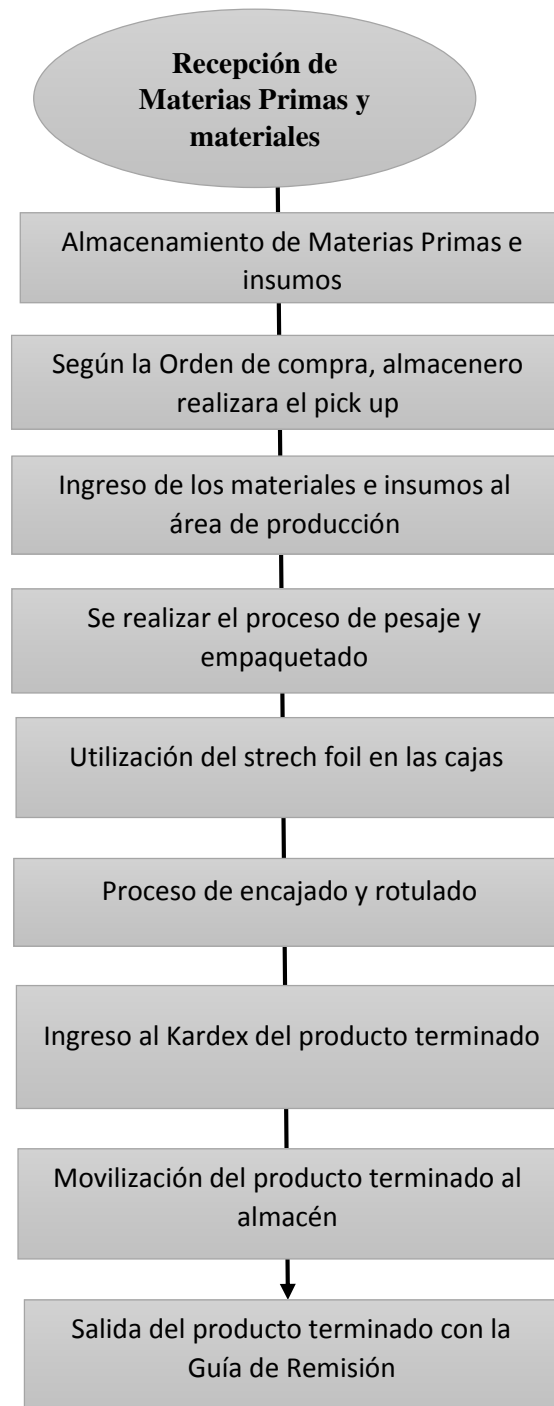 Recepción de
Materias Primas y
materiales
Almacenamiento de Materias Primas e
insumos
Según la Orden de compra, almacenero
realizara el pick up
Ingreso de los materiales e insumos al
área de producción
Se realizar el proceso de pesaje y
empaquetado
Utilización del strech foil en las cajas
Proceso de encajado y rotulado
Ingreso al Kardex del producto terminado
Movilización del producto terminado al
almacén
Salida del producto terminado con la
Guía de Remisión